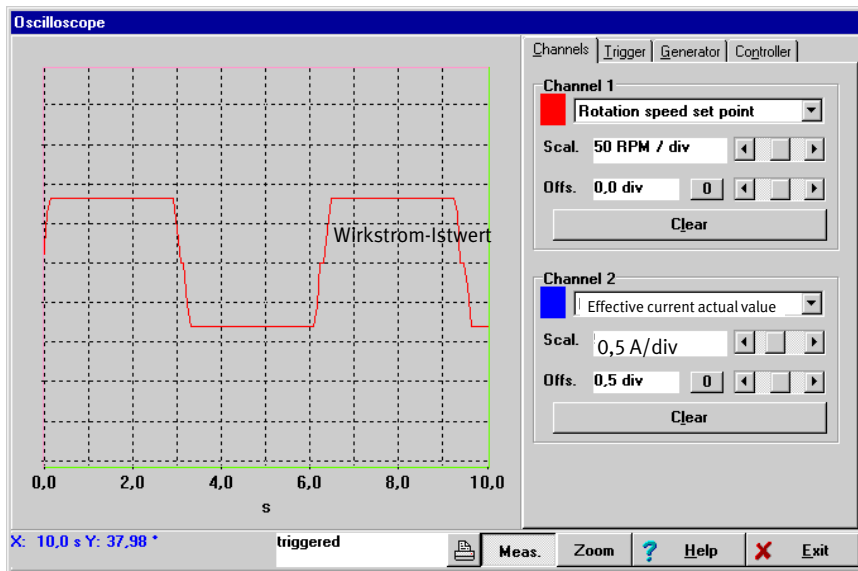 Oscilloscope
Channels Trigger Generator Controller
Channel 1
Rotation speed set point
Scal. 50 RPM / div
Offs. 0,0 div 0
Clear
Wirkstrom-Istwert
Channel 2
Effective current actual value
Scal. 0,5 A/div
Offs. 0,5 div 0
Clear
0,0 2,0 4,0 6,0 8,0 10,0
s
X: 10,0 s Y: 37,98 °
triggered
Meas. Zoom ? Help X Exit